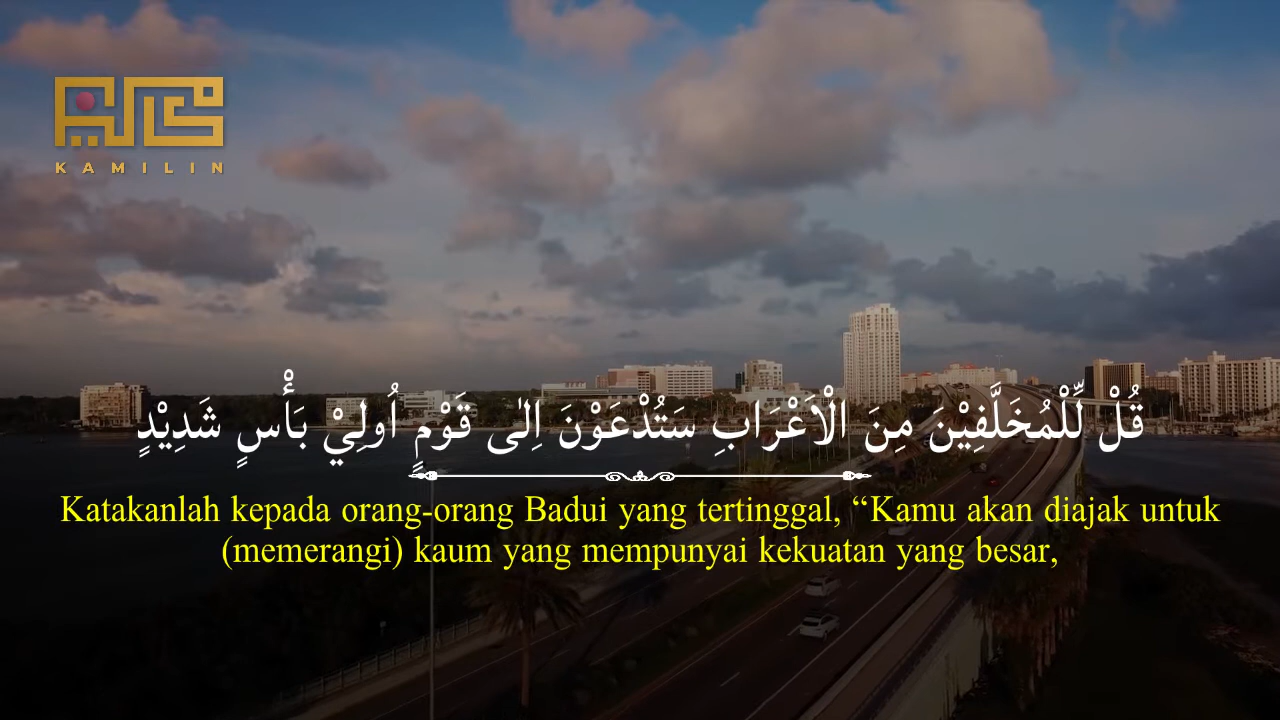 KAMILIN
قُلْ لِّلْمُخَلَّفِيْنَ مِنَ الْاَعْرَابِ سَتُدْعَوْنَ اِلٰى قَوْمٍ اُولِيْ بَأْسٍ شَدِيْدٍ
Katakanlah kepada orang-orang Badui yang tertinggal, “Kamu akan diajak untuk
(memerangi) kaum yang mempunyai kekuatan yang besar,